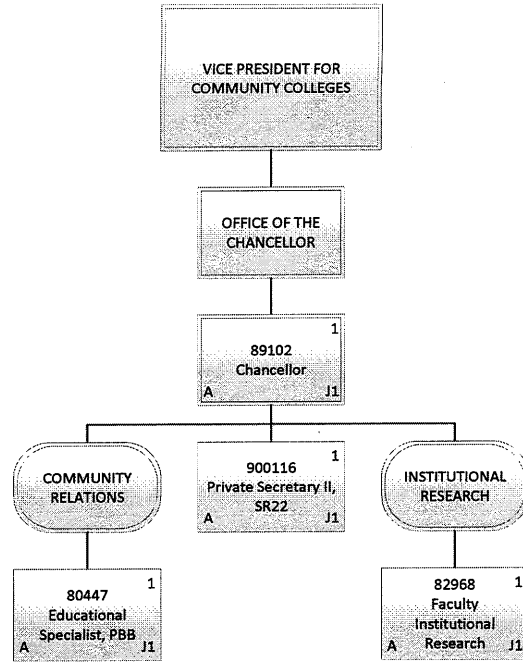 VICE PRESIDENT FOR
COMMUNITY COLLEGES
OFFICE OF THE
CHANCELLOR
1
89102
Chancellor
A J1
COMMUNITY
RELATIONS
1
900116
Private Secretary II,
SR22
A J1
INSTITUTIONAL
RESEARCH
80447 1
Educational
Specialist, PBB
A J1
82968 1
Faculty
Institutional
Research
A J1